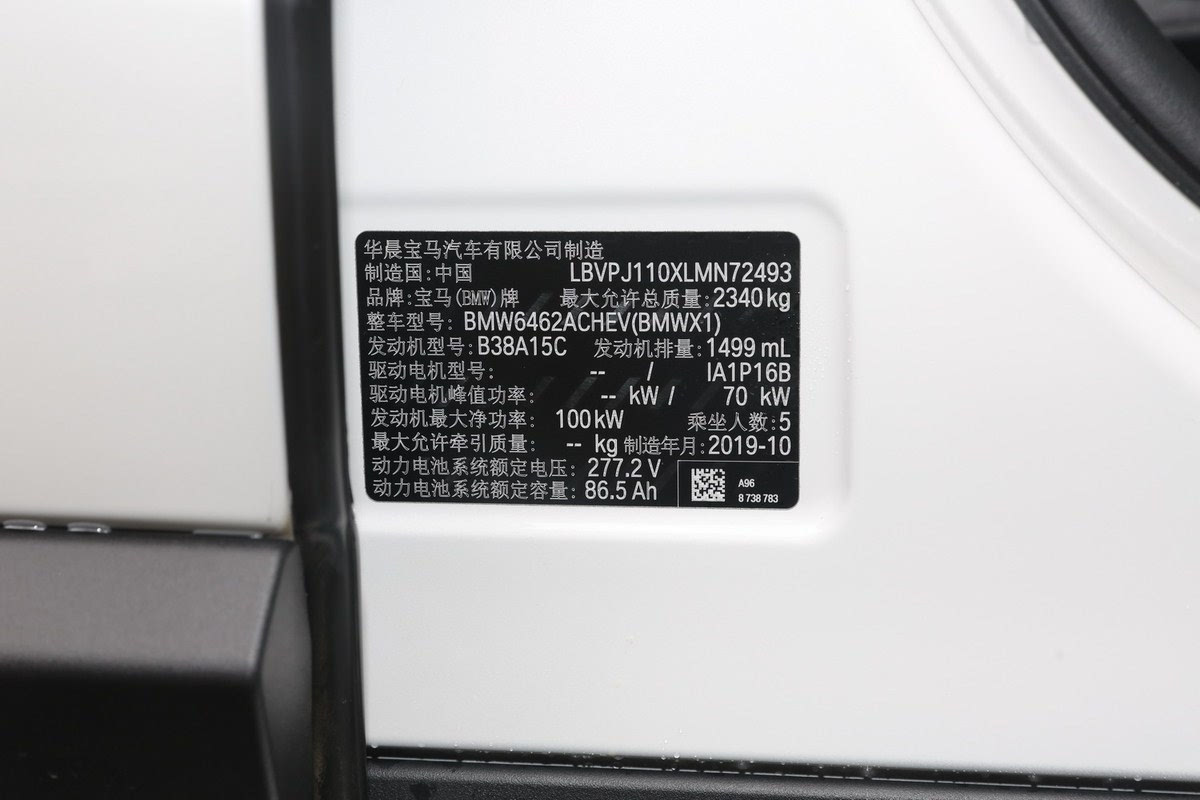 华晨宝马汽车有限公司制造
制造国:中国 LBVPJ110XLMN72493
品牌:宝马(BMW)牌 最大允许总质量:2340kg
整车型号: BMW6462ACHEV(BMWX1)
发动机型号:B38A15C 发动机排量:1499 mL
驱动电机型号: -- / IA1P16B
驱动电机峰值功率: -- kW / 70 kW
发动机最大净功率: 100kW 乘坐人数:5
最大允许牵引质量: -- kg 制造年月:2019-10
动力电池系统额定电压: 277.2 V
动力电池系统额定容量: 86.5 Ah
A96
8 738 783